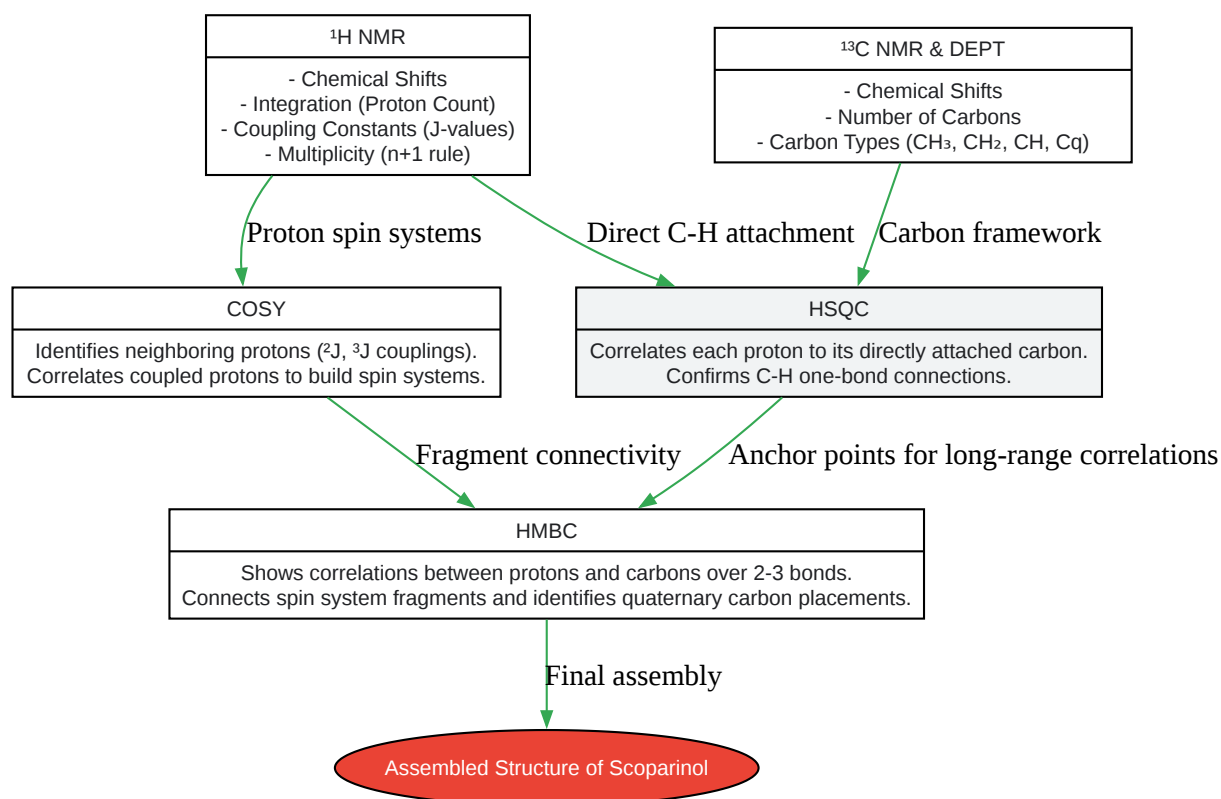 ¹H NMR
- Chemical Shifts
- Integration (Proton Count)
- Coupling Constants (J-values)
- Multiplicity (n+1 rule)
¹³C NMR & DEPT
- Chemical Shifts
- Number of Carbons
- Carbon Types (CH₃, CH₂, CH, Cq)
Proton spin systems
Direct C-H attachment
Carbon framework
COSY
Identifies neighboring protons (²J, ³J couplings).
Correlates coupled protons to build spin systems.
HSQC
Correlates each proton to its directly attached carbon.
Confirms C-H one-bond connections.
Fragment connectivity
Anchor points for long-range correlations
HMBC
Shows correlations between protons and carbons over 2-3 bonds.
Connects spin system fragments and identifies quaternary carbon placements.
Final assembly
Assembled Structure of Scoparinol